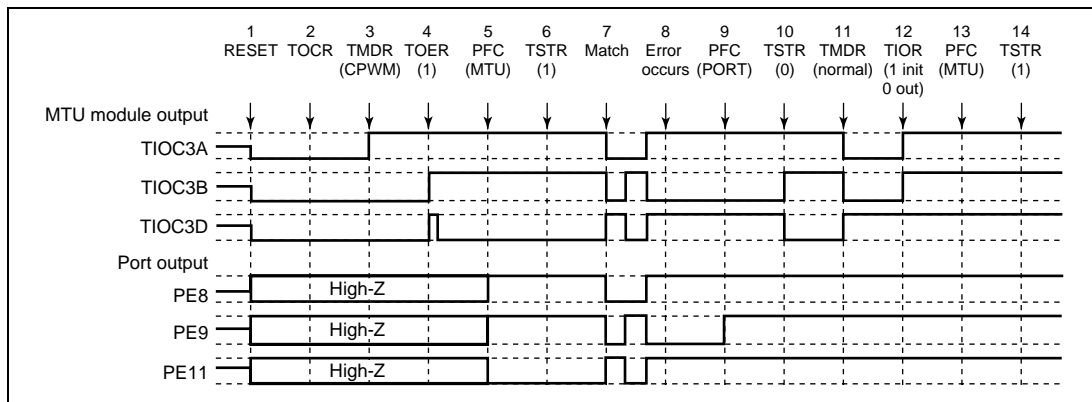 1 2 3 4 5 6 7 8 9 10 11 12 13 14
RESET TOCR TMDR TOER PFC TSTR Match Error PFC TSTR TMDR TIOR PFC TSTR
(CPWM) (1) (MTU) (1) occurs (PORT) (0) (normal) (1 init (MTU) (1)
0 out)
MTU module output
TIOC3A
TIOC3B
TIOC3D
Port output
PE8 High-Z
PE9 High-Z
PE11 High-Z